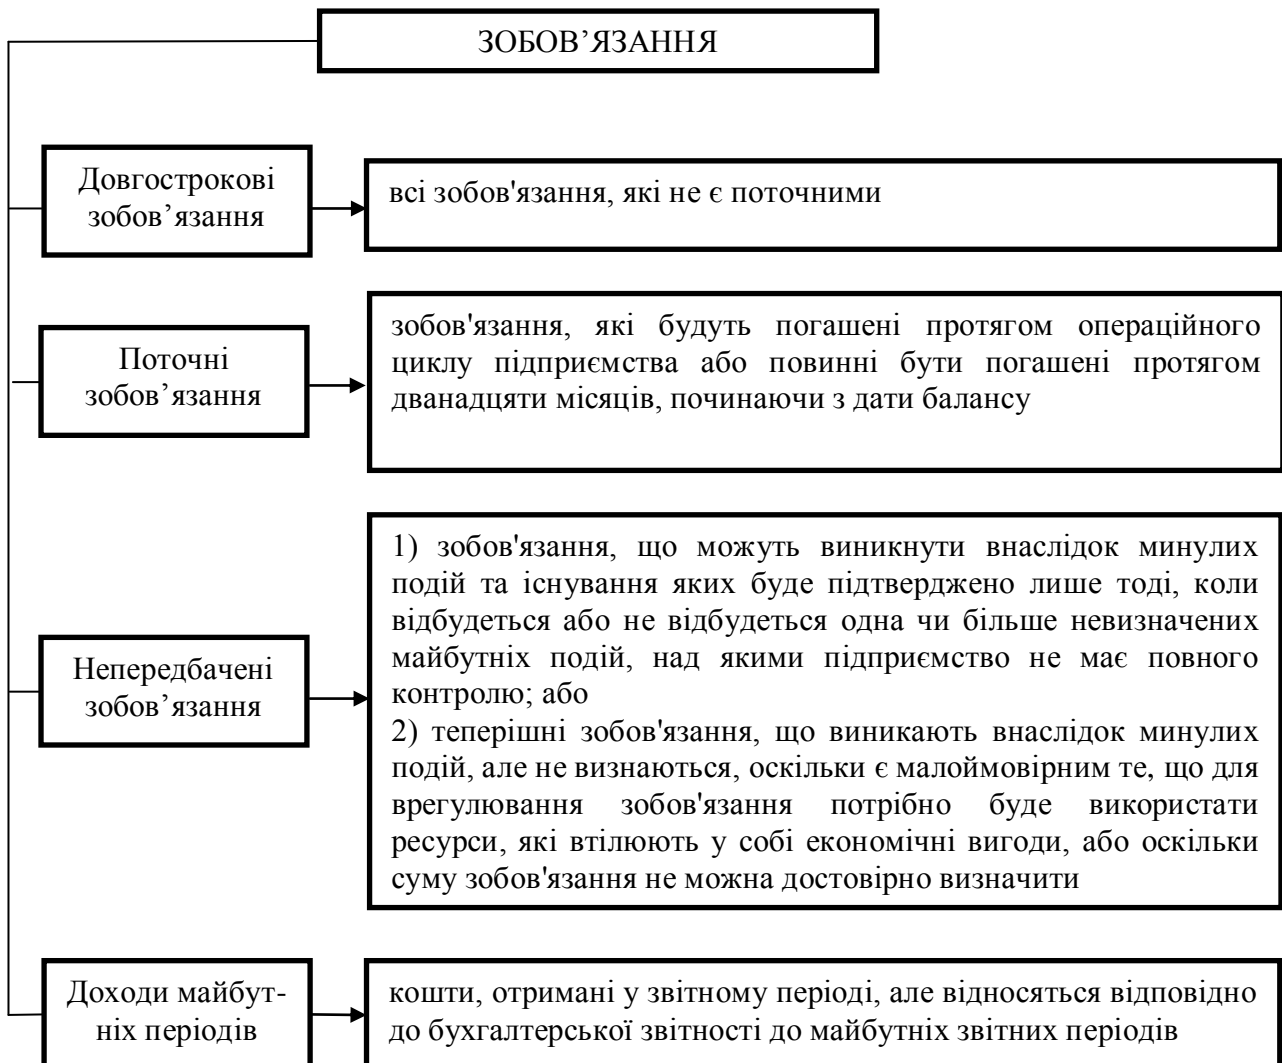 ЗОБОВ’ЯЗАННЯ
Довгострокові
зобов’язання
всі зобов'язання, які не є поточними
Поточні
зобов’язання
зобов'язання, які будуть погашені протягом операційного
циклу підприємства або повинні бути погашені протягом
дванадцяти місяців, починаючи з дати балансу
Непередбачені
зобов’язання
1) зобов'язання, що можуть виникнути внаслідок минулих
подій та існування яких буде підтверджено лише тоді, коли
відбудеться або не відбудеться одна чи більше невизначених
майбутніх подій, над якими підприємство не має повного
контролю; або
2) теперішні зобов'язання, що виникають внаслідок минулих
подій, але не визнаються, оскільки є малоймовірним те, що для
врегулювання зобов'язання потрібно буде використати
ресурси, які втілюють у собі економічні вигоди, або оскільки
суму зобов'язання не можна достовірно визначити
Доходи майбут-
ніх періодів
кошти, отримані у звітному періоді, але відносяться відповідно
до бухгалтерської звітності до майбутніх звітних періодів